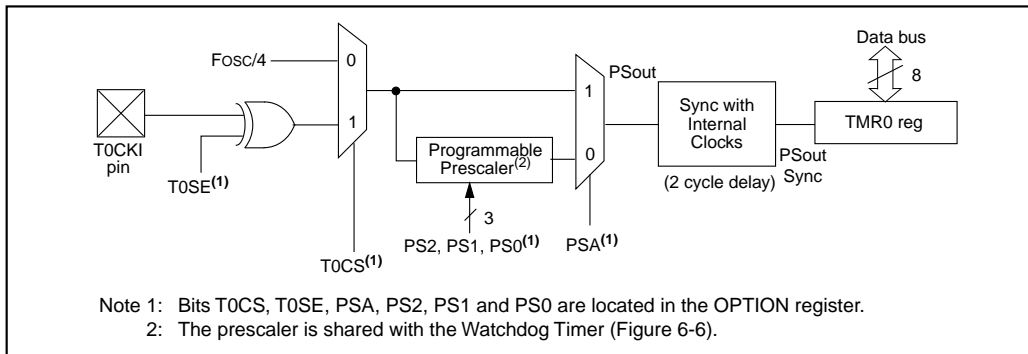 Data bus
FOSC/4
0
PSout
8
1
Sync with
Internal
Clocks
TMR0 reg
1
T0CKI
pin
Programmable
Prescaler(2)
0
PSout
Sync
T0SE(1)
(2 cycle delay)
3
PS2, PS1, PS0(1)
PSA(1)
T0CS(1)
Note 1: Bits T0CS, T0SE, PSA, PS2, PS1 and PS0 are located in the OPTION register.
2: The prescaler is shared with the Watchdog Timer (Figure 6-6).